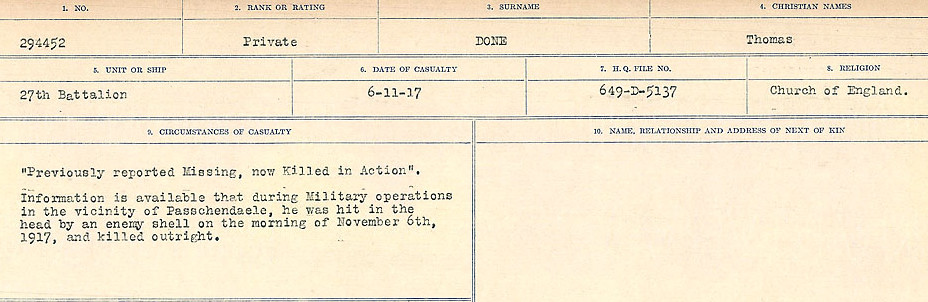 1. NO. 2. RANK OR RATING 3. SURNAME 4. CHRISTIAN NAMES
294452 Private DONE Thomas
5. UNIT OR SHIP 6. DATE OF CASUALTY 7. H.Q. FILE NO. 8. RELIGION
27th Battalion 6-11-17 649-D-5137 Church of England.
9. CIRCUMSTANCES OF CASUALTY 10. NAME, RELATIONSHIP AND ADDRESS OF NEXT OF KIN
"Previously reported Missing, now Killed in Action".
Information is available that during Military operations
in the vicinity of Passchendaele, he was hit in the
head by an enemy shell on the morning of November 6th,
1917, and killed outright.